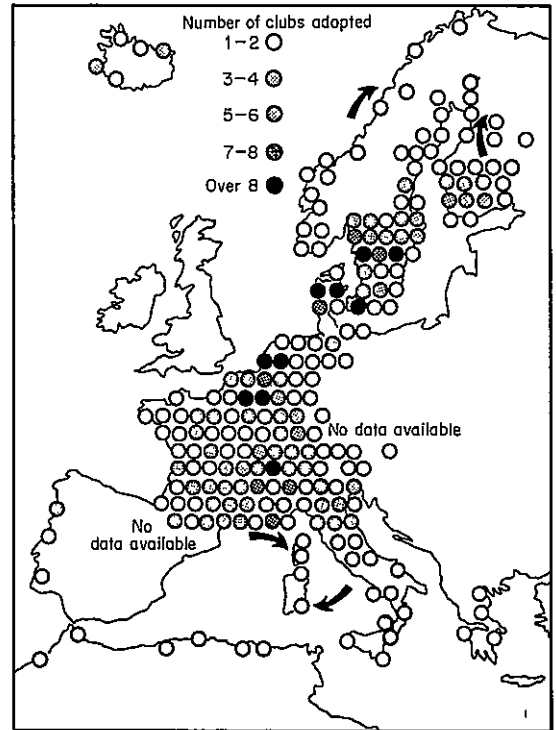 Number of clubs adopted
1–2
3–4
5–6
7–8
Over 8
No data available
No
data available